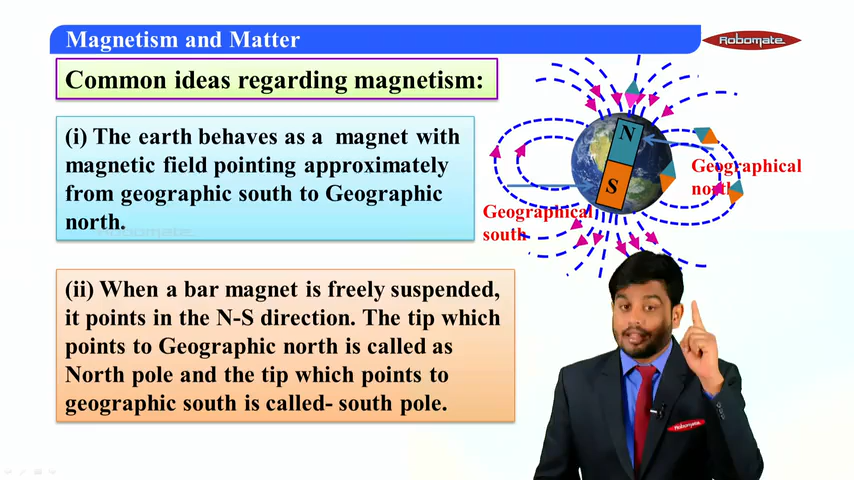 Magnetism and Matter
Robomate
Common ideas regarding magnetism:
(i) The earth behaves as a magnet with
magnetic field pointing approximately
from geographic south to Geographic
north.
Robomate
N
S
Geographical
north
Geographical
south
(ii) When a bar magnet is freely suspended,
it points in the N-S direction. The tip which
points to Geographic north is called as
North pole and the tip which points to
geographic south is called- south pole.
Robomate